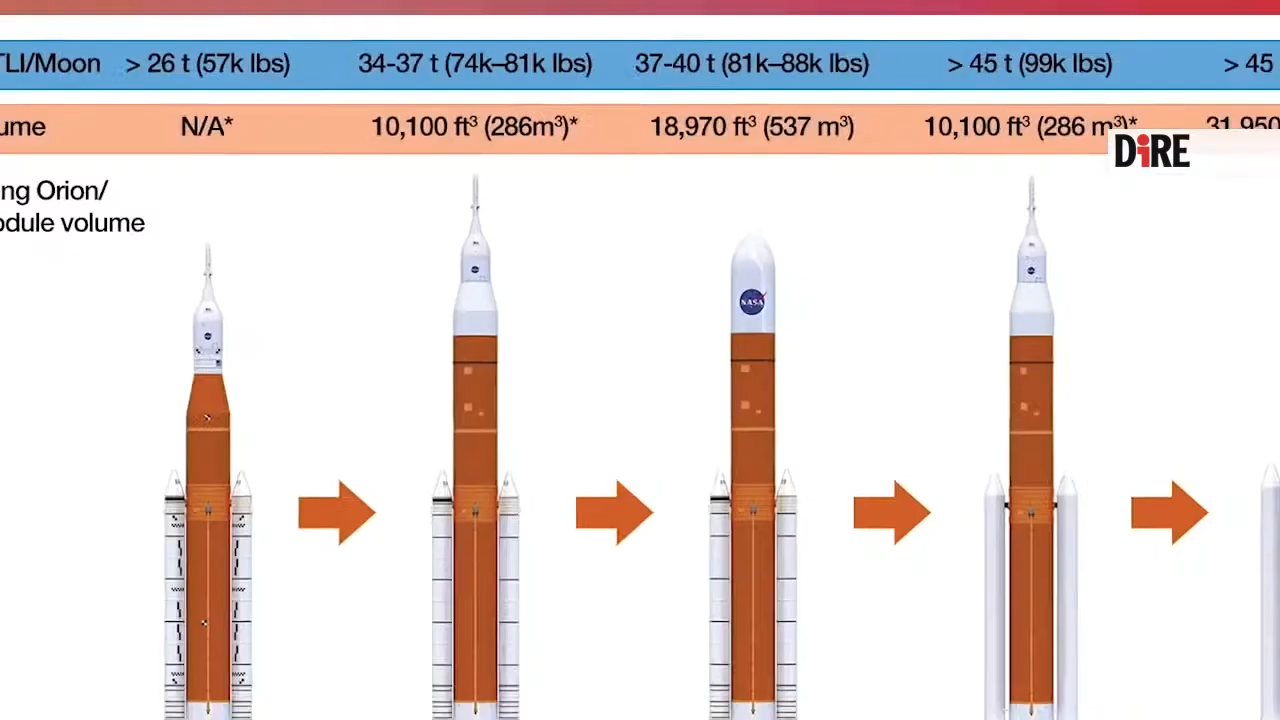 TLI/Moon > 26 t (57k lbs) 34-37 t (74k–81k lbs) 37-40 t (81k–88k lbs) > 45 t (99k lbs) > 45
ume N/A* 10,100 ft³ (286m³)* 18,970 ft³ (537 m³) 10,100 ft³ (286 m³)* 31,950
DiRE
ng Orion/
odule volume
NASA